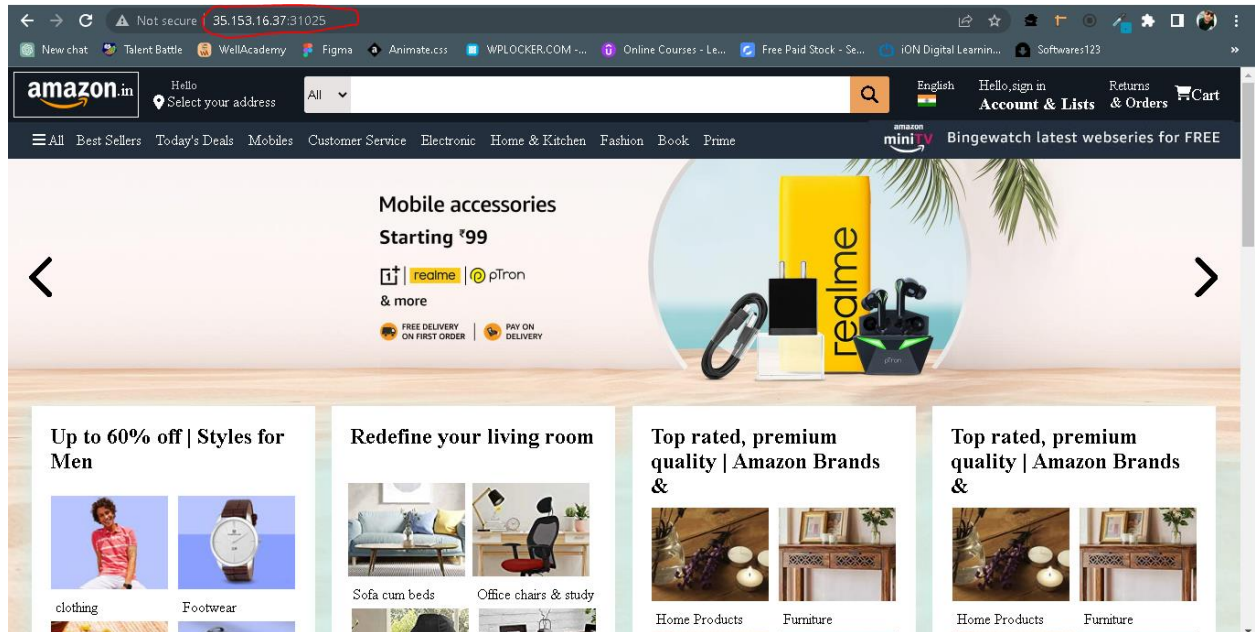 Not secure 35.153.16.37:31025
New chat Talent Battle WellAcademy Figma Animate.css WPLOCKER.COM -... Online Courses - Le... Free Paid Stock - Se... iON Digital Learnin... Softwares123 »
amazon.in Hello Select your address All English Hello,sign in Account & Lists Returns & Orders Cart
All Best Sellers Today's Deals Mobiles Customer Service Electronic Home & Kitchen Fashion Book Prime amazon miniTV Bingewatch latest webseries for FREE
Mobile accessories
Starting ₹99
1+ realme pTron
& more
FREE DELIVERY ON FIRST ORDER PAY ON DELIVERY
realme
pTron
Up to 60% off | Styles for
Men
clothing Footwear
Redefine your living room
Sofa cum beds Office chairs & study
Top rated, premium
quality | Amazon Brands
&
Home Products Furniture
Top rated, premium
quality | Amazon Brands
&
Home Products Furniture